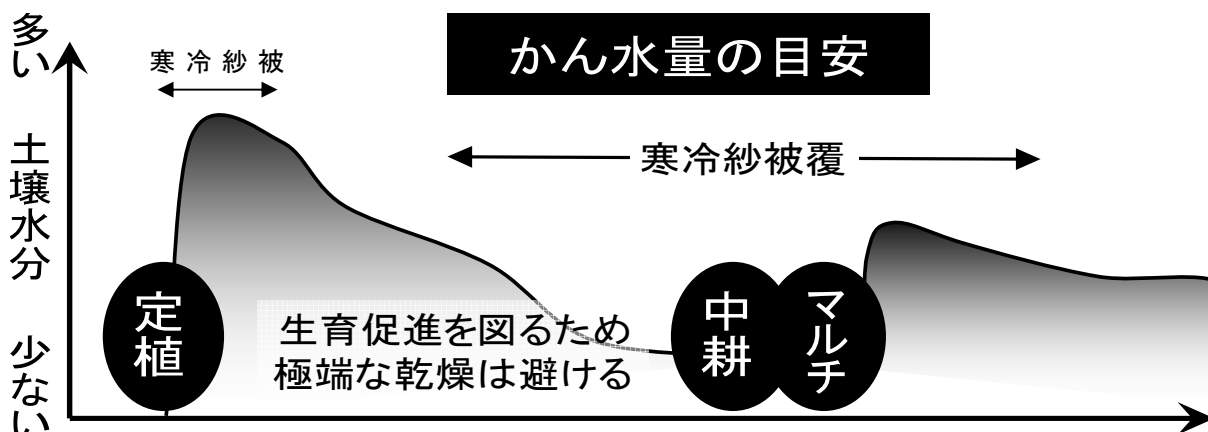 かん水量の目安
多い
土壌水分
少ない
寒冷紗被
寒冷紗被覆
定植
生育促進を図るため
極端な乾燥は避ける
中耕
マルチ